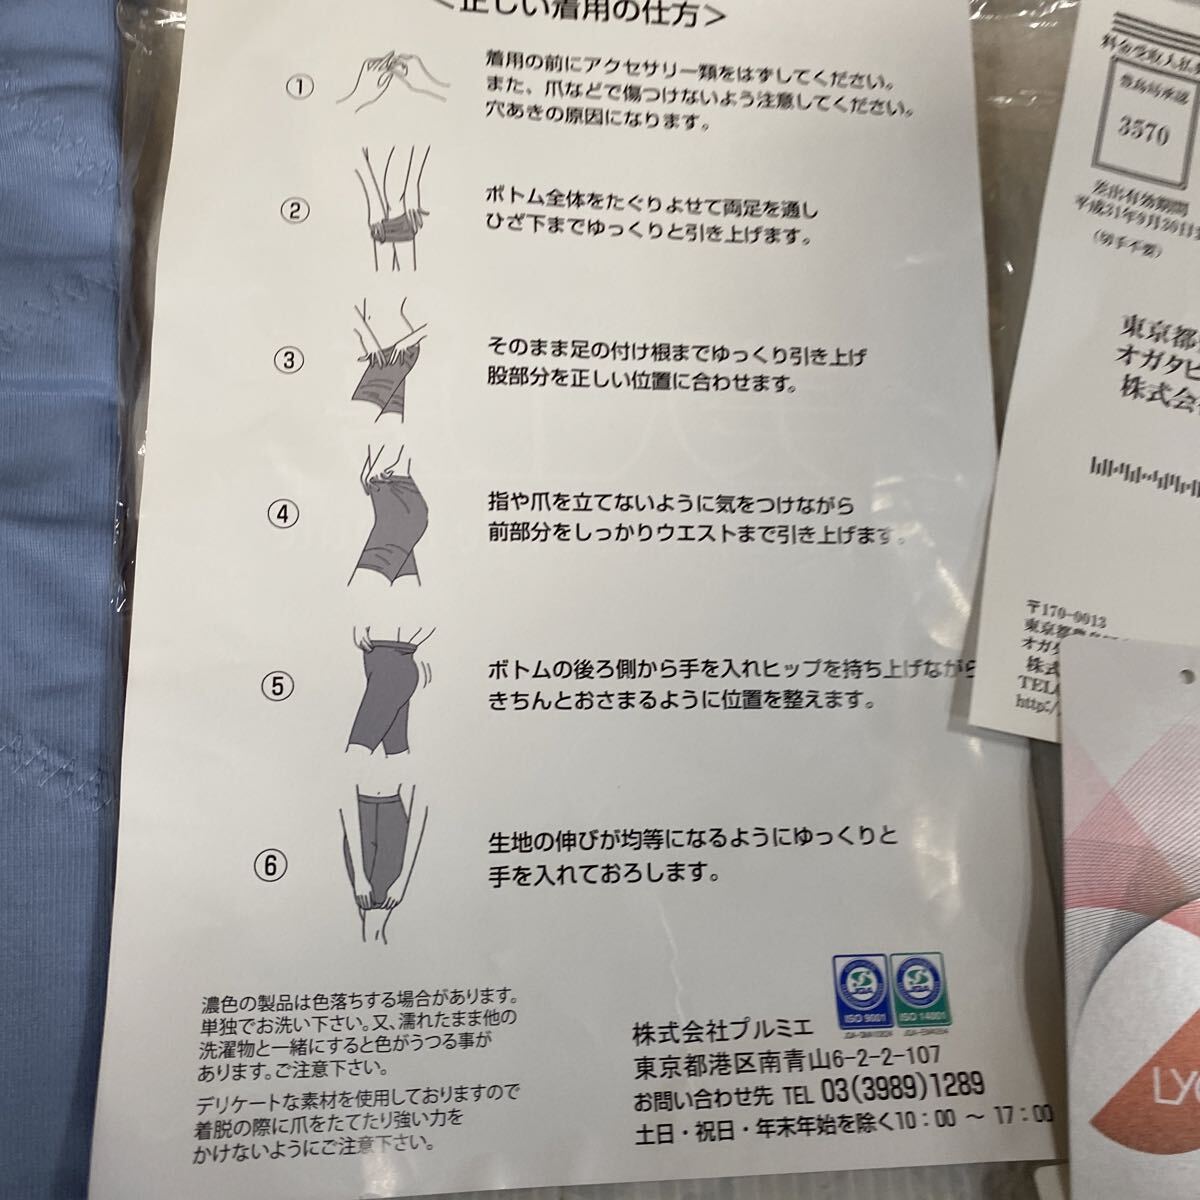 ＜正しい着用の仕方＞
①
着用の前にアクセサリー類をはずしてください。
また、爪などで傷つけないよう注意してください。
穴あきの原因になります。
②
ボトム全体をたぐりよせて両足を通し
ひざ下までゆっくりと引き上げます。
③
そのまま足の付け根までゆっくり引き上げ
股部分を正しい位置に合わせます。
④
指や爪を立てないように気をつけながら
前部分をしっかりウエストまで引き上げます。
⑤
ボトムの後ろ側から手を入れヒップを持ち上げながら
きちんとおさまるように位置を整えます。
⑥
生地の伸びが均等になるようにゆっくりと
手を入れておろします。
濃色の製品は色落ちする場合があります。
単独でお洗い下さい。又、濡れたまま他の
洗濯物と一緒にすると色がうつる事が
あります。ご注意下さい。
デリケートな素材を使用しておりますので
着脱の際に爪をたてたり強い力を
かけないようにご注意下さい。
JQA
ISO 9001
JQA
ISO 14001
株式会社プルミエ
東京都港区南青山6-2-2-107
お問い合わせ先 TEL 03(3989)1289
土日・祝日・年末年始を除く10：00 ～ 17：00
料金受取人払
豊島局承認
3570
差出有効期間
平成31年9月30日
(切手不要)
東京都
オガタビ
株式会
〒170-0013
東京都豊
オガタ
株式
TEL
http:/
LY